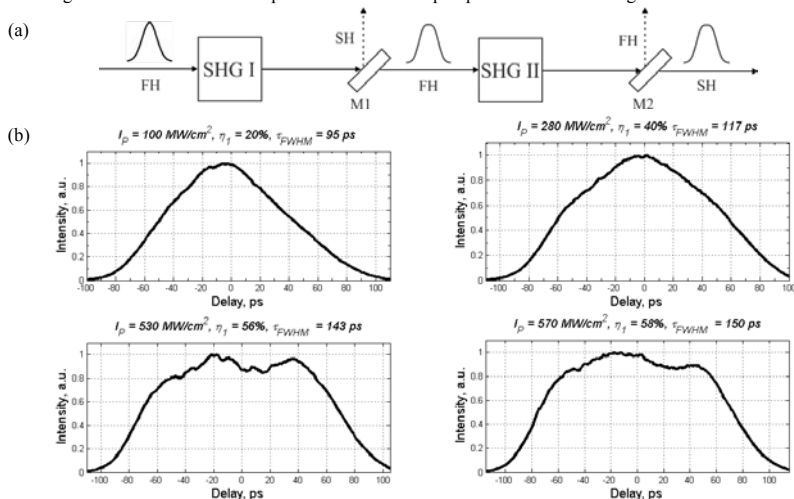 (a)
SH
FH
FH
SHG I
M1
FH
SHG II
M2
SH
(b)
I_P = 100 MW/cm², η₁ = 20%, τ_FWHM = 95 ps
Intensity, a.u.
1
0.8
0.6
0.4
0.2
0
-100 -80 -60 -40 -20 0 20 40 60 80 100
Delay, ps
I_P = 280 MW/cm², η₁ = 40% τ_FWHM = 117 ps
Intensity, a.u.
1
0.8
0.6
0.4
0.2
0
-100 -80 -60 -40 -20 0 20 40 60 80 100
Delay, ps
I_P = 530 MW/cm², η₁ = 56%, τ_FWHM = 143 ps
Intensity, a.u.
1
0.8
0.6
0.4
0.2
0
-100 -80 -60 -40 -20 0 20 40 60 80 100
Delay, ps
I_P = 570 MW/cm², η₁ = 58%, τ_FWHM = 150 ps
Intensity, a.u.
1
0.8
0.6
0.4
0.2
0
-100 -80 -60 -40 -20 0 20 40 60 80 100
Delay, ps